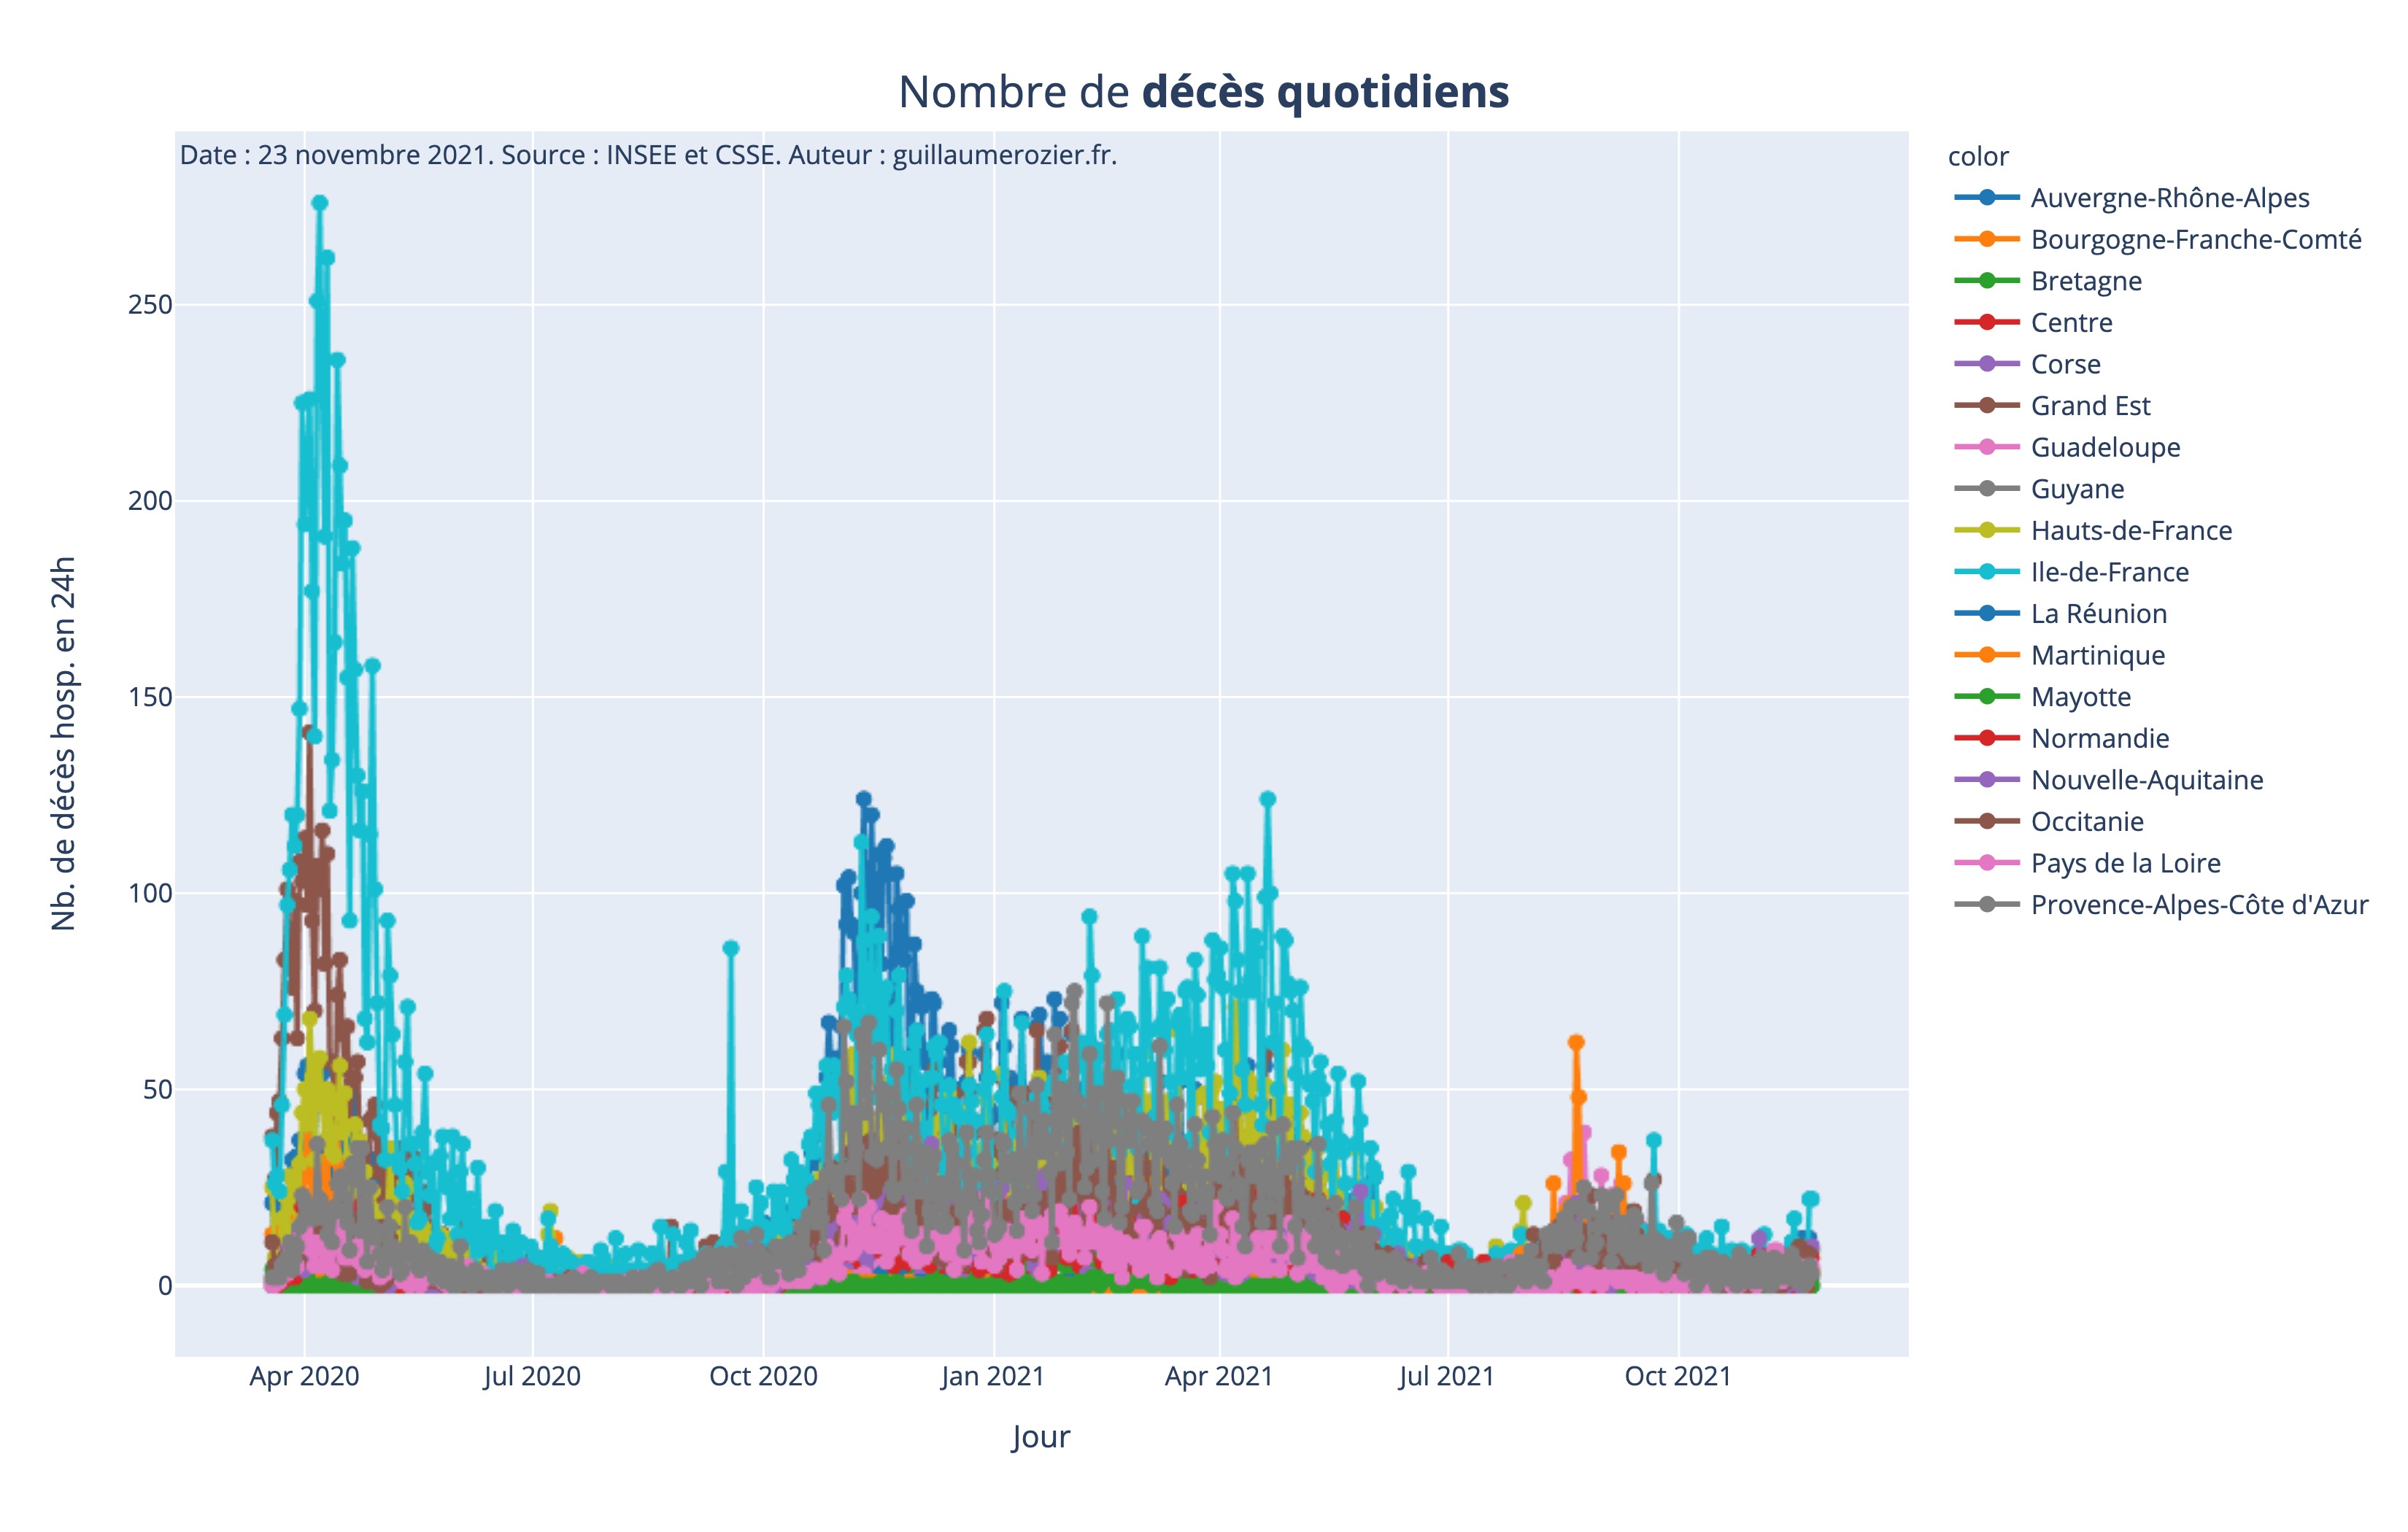 Nombre de décès quotidiens
Date : 23 novembre 2021. Source : INSEE et CSSE. Auteur : guillaumerozier.fr.
color
Auvergne-Rhône-Alpes
Bourgogne-Franche-Comté
Bretagne
Centre
Corse
Grand Est
Guadeloupe
Guyane
Hauts-de-France
Ile-de-France
La Réunion
Martinique
Mayotte
Normandie
Nouvelle-Aquitaine
Occitanie
Pays de la Loire
Provence-Alpes-Côte d'Azur
Nb. de décès hosp. en 24h
250
200
150
100
50
0
Apr 2020 Jul 2020 Oct 2020 Jan 2021 Apr 2021 Jul 2021 Oct 2021
Jour